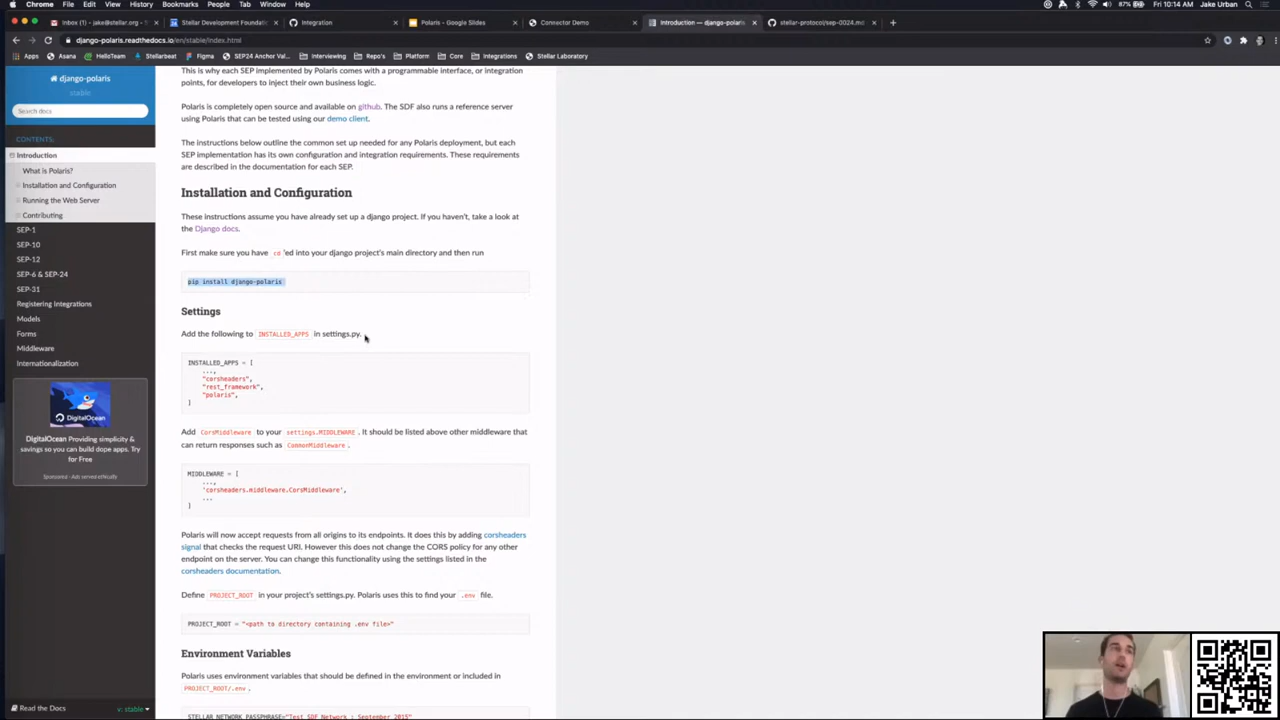 Chrome File Edit View History Bookmarks People Tab Window Help
87% Fri 10:14 AM Jake Urban
Inbox (1) - jake@stellar.org -
Stellar Development Foundati
Integration
Polaris - Google Slides
Connector Demo
Introduction — django-polaris
stellar-protocol/sep-0024.md
django-polaris.readthedocs.io/en/stable/index.html
Apps Asana HelloTeam Stellarbeat Figma SEP24 Anchor Val... Interviewing Repo's Platform Core Integrations Stellar Laboratory
django-polaris
stable
Search docs
CONTENTS:
Introduction
What is Polaris?
Installation and Configuration
Running the Web Server
Contributing
SEP-1
SEP-10
SEP-12
SEP-6 & SEP-24
SEP-31
Registering Integrations
Models
Forms
Middleware
Internationalization
DigitalOcean
DigitalOcean Providing simplicity &
savings so you can build dope apps. Try
for Free
Sponsored · Ads served ethically
Read the Docs v: stable
This is why each SEP implemented by Polaris comes with a programmable interface, or integration
points, for developers to inject their own business logic.
Polaris is completely open source and available on github. The SDF also runs a reference server
using Polaris that can be tested using our demo client.
The instructions below outline the common set up needed for any Polaris deployment, but each
SEP implementation has its own configuration and integration requirements. These requirements
are described in the documentation for each SEP.
Installation and Configuration
These instructions assume you have already set up a django project. If you haven't, take a look at
the Django docs.
First make sure you have cd 'ed into your django project's main directory and then run
pip install django-polaris
Settings
Add the following to INSTALLED_APPS in settings.py.
INSTALLED_APPS = [
...,
"corsheaders",
"rest_framework",
"polaris",
]
Add CorsMiddleware to your settings.MIDDLEWARE. It should be listed above other middleware that
can return responses such as CommonMiddleware.
MIDDLEWARE = [
...,
'corsheaders.middleware.CorsMiddleware',
...
]
Polaris will now accept requests from all origins to its endpoints. It does this by adding corsheaders
signal that checks the request URI. However this does not change the CORS policy for any other
endpoint on the server. You can change this functionality using the settings listed in the
corsheaders documentation.
Define PROJECT_ROOT in your project's settings.py. Polaris uses this to find your .env file.
PROJECT_ROOT = "<path to directory containing .env file>"
Environment Variables
Polaris uses environment variables that should be defined in the environment or included in
PROJECT_ROOT/.env.
STELLAR_NETWORK_PASSPHRASE="Test SDF Network ; September 2015"